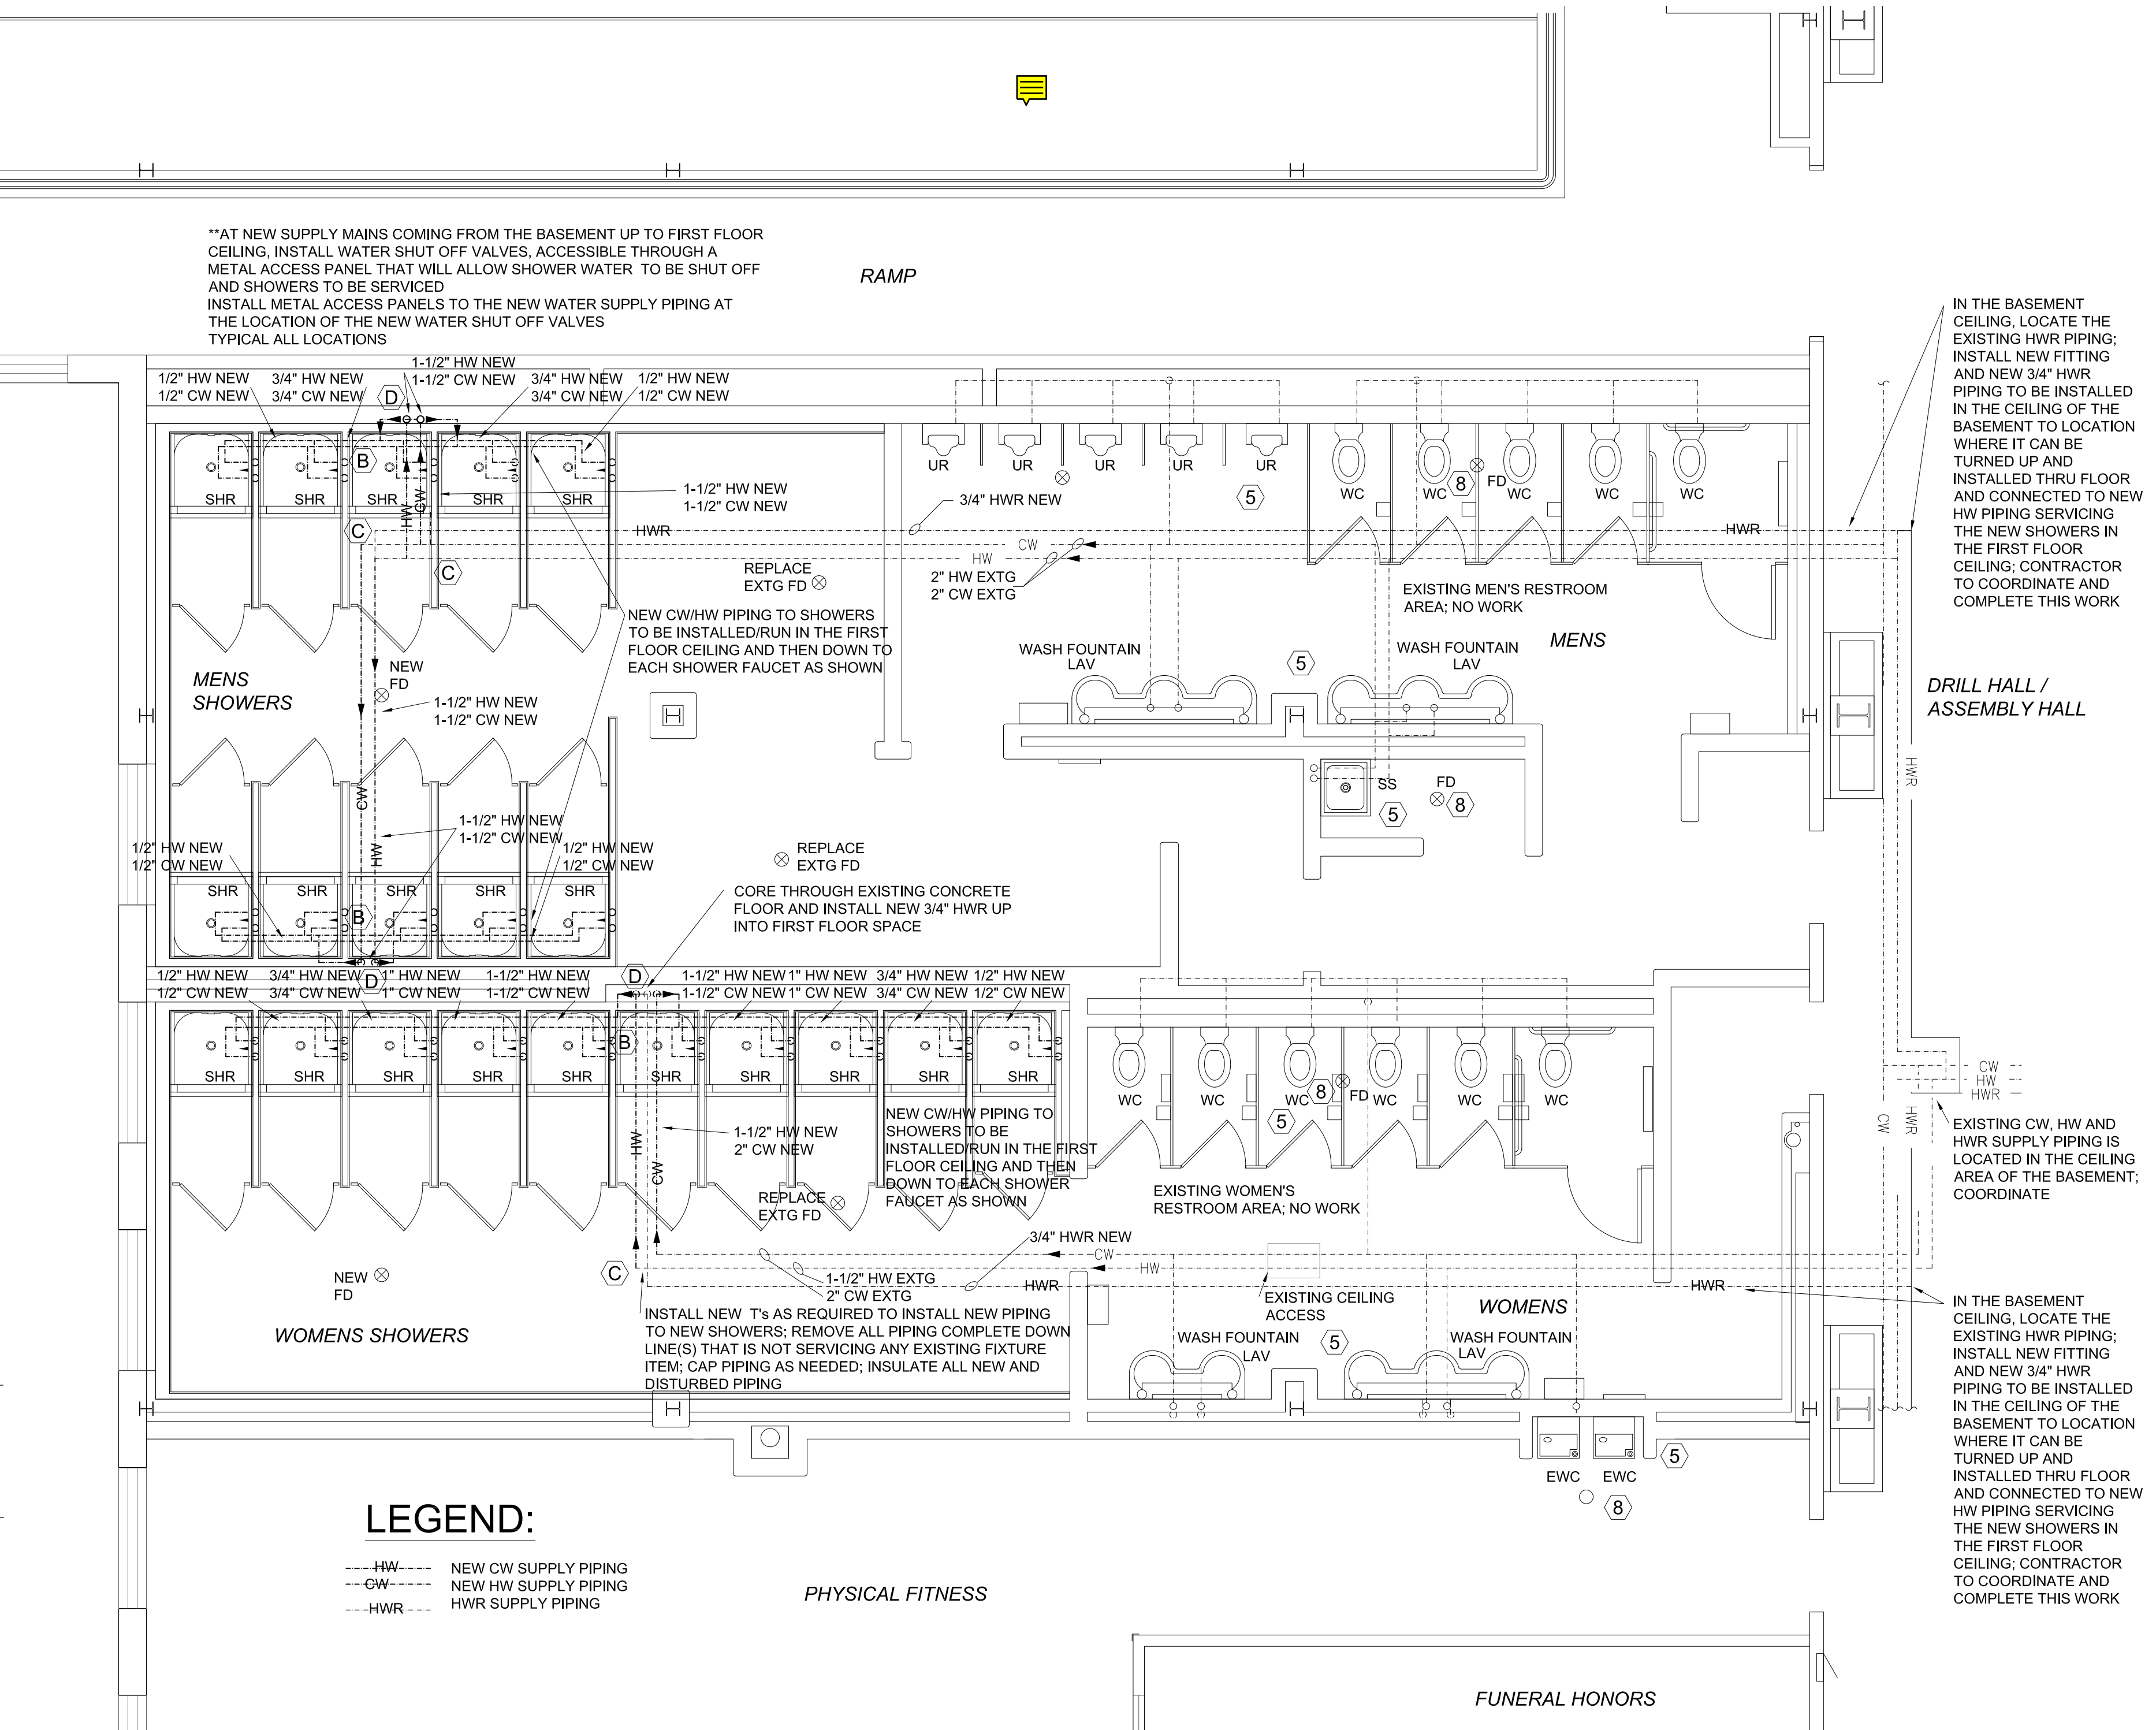 **AT NEW SUPPLY MAINS COMING FROM THE BASEMENT UP TO FIRST FLOOR
CEILING, INSTALL WATER SHUT OFF VALVES, ACCESSIBLE THROUGH A
METAL ACCESS PANEL THAT WILL ALLOW SHOWER WATER TO BE SHUT OFF
AND SHOWERS TO BE SERVICED
INSTALL METAL ACCESS PANELS TO THE NEW WATER SUPPLY PIPING AT
THE LOCATION OF THE NEW WATER SHUT OFF VALVES
TYPICAL ALL LOCATIONS
RAMP
IN THE BASEMENT
CEILING, LOCATE THE
EXISTING HWR PIPING;
INSTALL NEW FITTING
AND NEW 3/4" HWR
PIPING TO BE INSTALLED
IN THE CEILING OF THE
BASEMENT TO LOCATION
WHERE IT CAN BE
TURNED UP AND
INSTALLED THRU FLOOR
AND CONNECTED TO NEW
HW PIPING SERVICING
THE NEW SHOWERS IN
THE FIRST FLOOR
CEILING; CONTRACTOR
TO COORDINATE AND
COMPLETE THIS WORK
1/2" HW NEW
1/2" CW NEW
3/4" HW NEW
3/4" CW NEW
1-1/2" HW NEW
1-1/2" CW NEW
3/4" HW NEW
3/4" CW NEW
1/2" HW NEW
1/2" CW NEW
D
B
SHR
SHR
SHR
SHR
SHR
HW
CW
1-1/2" HW NEW
1-1/2" CW NEW
C
C
HWR
UR
UR
UR
UR
UR
5
WC
WC
8
FD
WC
WC
WC
3/4" HWR NEW
HWR
CW
HW
2" HW EXTG
2" CW EXTG
REPLACE
EXTG FD
EXISTING MEN'S RESTROOM
AREA; NO WORK
MENS
NEW CW/HW PIPING TO SHOWERS
TO BE INSTALLED/RUN IN THE FIRST
FLOOR CEILING AND THEN DOWN TO
EACH SHOWER FAUCET AS SHOWN
WASH FOUNTAIN
LAV
5
WASH FOUNTAIN
LAV
MENS
SHOWERS
NEW
FD
1-1/2" HW NEW
1-1/2" CW NEW
DRILL HALL /
ASSEMBLY HALL
HWR
CW
HW
1-1/2" HW NEW
1-1/2" CW NEW
SS
5
FD
8
1/2" HW NEW
1/2" CW NEW
1/2" HW NEW
1/2" CW NEW
REPLACE
EXTG FD
SHR
SHR
SHR
SHR
SHR
B
CORE THROUGH EXISTING CONCRETE
FLOOR AND INSTALL NEW 3/4" HWR UP
INTO FIRST FLOOR SPACE
D
D
1/2" HW NEW
1/2" CW NEW
3/4" HW NEW
3/4" CW NEW
1" HW NEW
1" CW NEW
1-1/2" HW NEW
1-1/2" CW NEW
1-1/2" HW NEW
1-1/2" CW NEW
1" HW NEW
1" CW NEW
3/4" HW NEW
3/4" CW NEW
1/2" HW NEW
1/2" CW NEW
B
SHR
SHR
SHR
SHR
SHR
SHR
SHR
SHR
SHR
SHR
WC
WC
WC
WC
WC
WC
8
FD
5
CW
HW
HWR
CW
HWR
EXISTING CW, HW AND
HWR SUPPLY PIPING IS
LOCATED IN THE CEILING
AREA OF THE BASEMENT;
COORDINATE
HW
CW
1-1/2" HW NEW
2" CW NEW
NEW CW/HW PIPING TO
SHOWERS TO BE
INSTALLED/RUN IN THE FIRST
FLOOR CEILING AND THEN
DOWN TO EACH SHOWER
FAUCET AS SHOWN
REPLACE
EXTG FD
EXISTING WOMEN'S
RESTROOM AREA; NO WORK
3/4" HWR NEW
CW
HW
HWR
HWR
NEW
FD
C
1-1/2" HW EXTG
2" CW EXTG
EXISTING CEILING
ACCESS
WOMENS
WOMENS SHOWERS
INSTALL NEW T's AS REQUIRED TO INSTALL NEW PIPING
TO NEW SHOWERS; REMOVE ALL PIPING COMPLETE DOWN
LINE(S) THAT IS NOT SERVICING ANY EXISTING FIXTURE
ITEM; CAP PIPING AS NEEDED; INSULATE ALL NEW AND
DISTURBED PIPING
WASH FOUNTAIN
LAV
5
WASH FOUNTAIN
LAV
IN THE BASEMENT
CEILING, LOCATE THE
EXISTING HWR PIPING;
INSTALL NEW FITTING
AND NEW 3/4" HWR
PIPING TO BE INSTALLED
IN THE CEILING OF THE
BASEMENT TO LOCATION
WHERE IT CAN BE
TURNED UP AND
INSTALLED THRU FLOOR
AND CONNECTED TO NEW
HW PIPING SERVICING
THE NEW SHOWERS IN
THE FIRST FLOOR
CEILING; CONTRACTOR
TO COORDINATE AND
COMPLETE THIS WORK
EWC
EWC
5
8
LEGEND:
HW NEW CW SUPPLY PIPING
CW NEW HW SUPPLY PIPING
HWR HWR SUPPLY PIPING
PHYSICAL FITNESS
FUNERAL HONORS